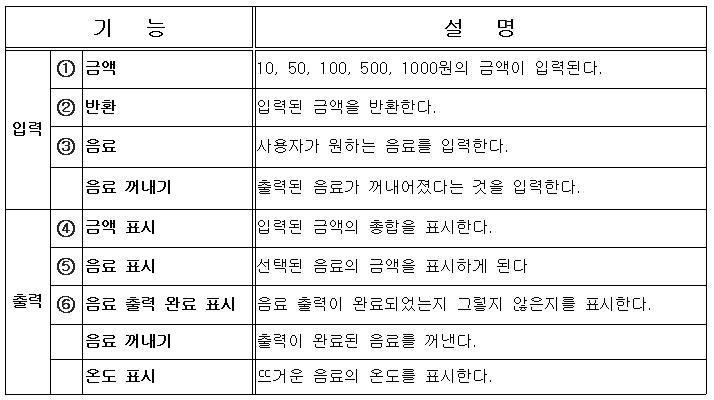 기 능 설 명
입력
① 금액 10, 50, 100, 500, 1000원의 금액이 입력된다.
② 반환 입력된 금액을 반환한다.
③ 음료 사용자가 원하는 음료를 입력한다.
음료 꺼내기 출력된 음료가 꺼내어졌다는 것을 입력한다.
출력
④ 금액 표시 입력된 금액의 총합을 표시한다.
⑤ 음료 표시 선택된 음료의 금액을 표시하게 된다
⑥ 음료 출력 완료 표시 음료 출력이 완료되었는지 그렇지 않은지를 표시한다.
음료 꺼내기 출력이 완료된 음료를 꺼낸다.
온도 표시 뜨거운 음료의 온도를 표시한다.